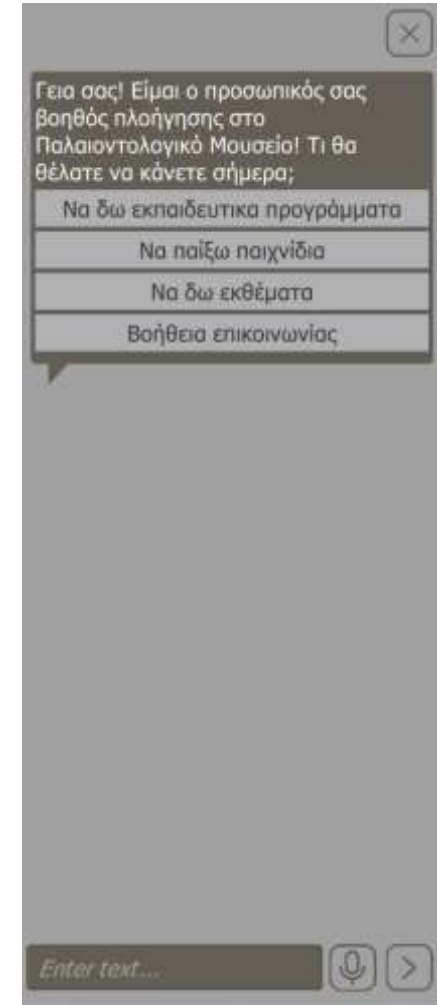 Γεια σας! Είμαι ο προσωπικός σας
βοηθός πλοήγησης στο
Παλαιοντολογικό Μουσείο! Τι θα
θέλατε να κάνετε σήμερα;
Να δω εκπαιδευτικα προγράμματα
Να παίξω παιχνίδια
Να δω εκθέματα
Βοήθεια επικοινωνίας
Enter text...